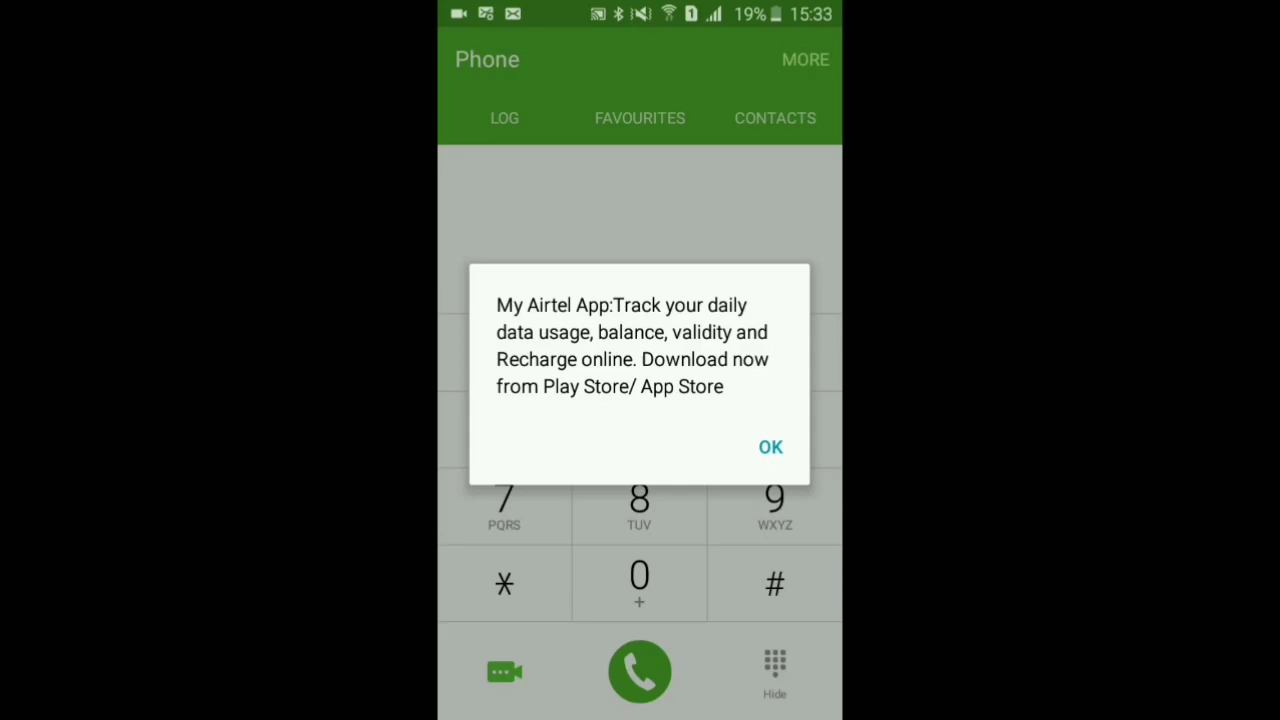 1 19% 15:33
Phone MORE
LOG FAVOURITES CONTACTS
My Airtel App:Track your daily
data usage, balance, validity and
Recharge online. Download now
from Play Store/ App Store
OK
7 8 9
PQRS TUV WXYZ
* 0 #
+
Hide